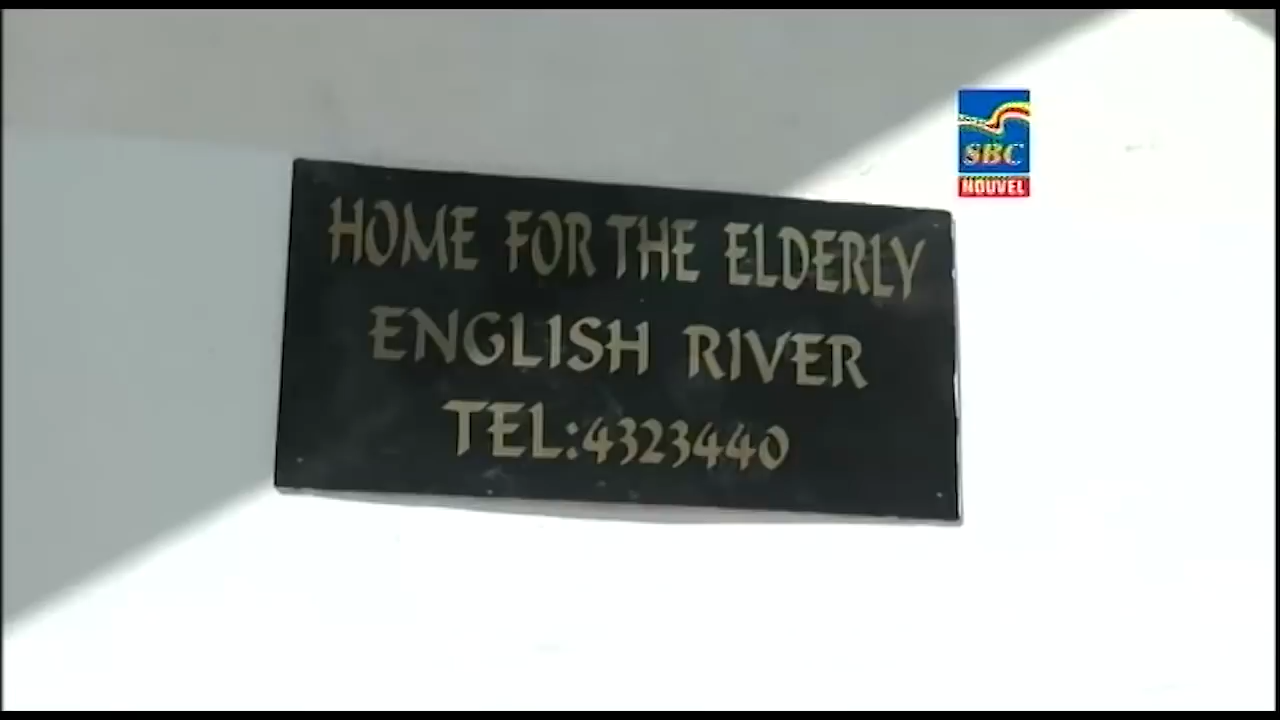 SBC
NOUVEL
HOME FOR THE ELDERLY
ENGLISH RIVER
TEL:4323440